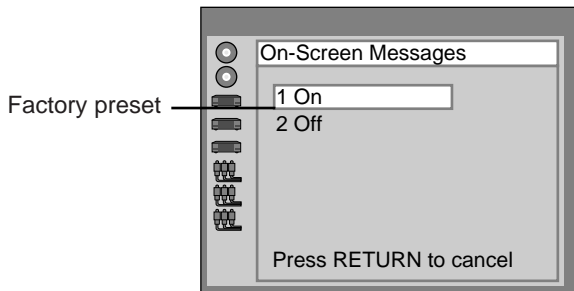 On-Screen Messages
Factory preset
1 On
2 Off
Press RETURN to cancel